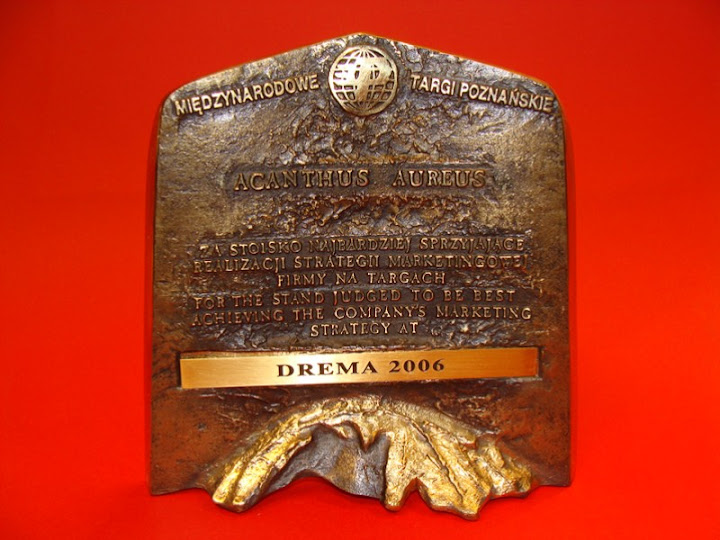 MIĘDZYNARODOWE TARGI POZNAŃSKIE
ACANTHUS AUREUS
ZA STOISKO NAJBARDZIEJ SPRZYJAJĄCE
REALIZACJI STRATEGII MARKETINGOWEJ
FIRMY NA TARGACH
FOR THE STAND JUDGED TO BE BEST
ACHIEVING THE COMPANY'S MARKETING
STRATEGY AT
DREMA 2006